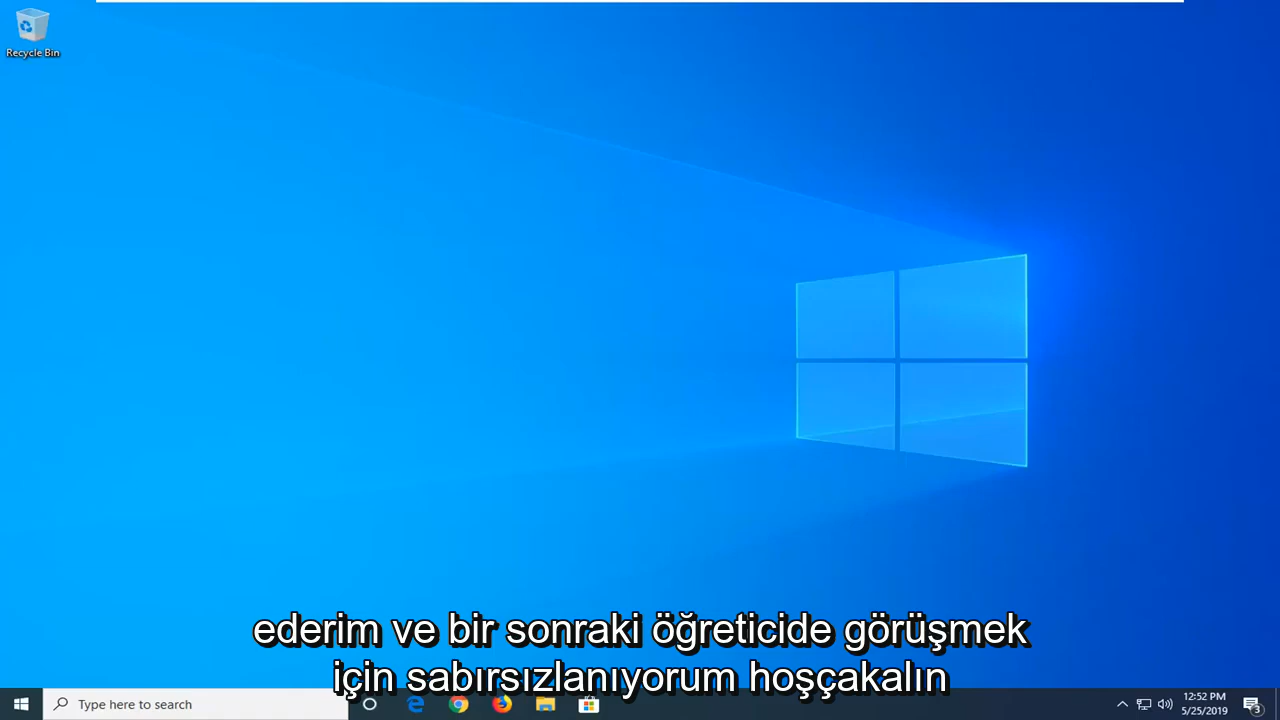 Recycle Bin
ederim ve bir sonraki öğreticide görüşmek
için sabırsızlanıyorum hoşçakalın
Type here to search
12:52 PM
5/25/2019
3